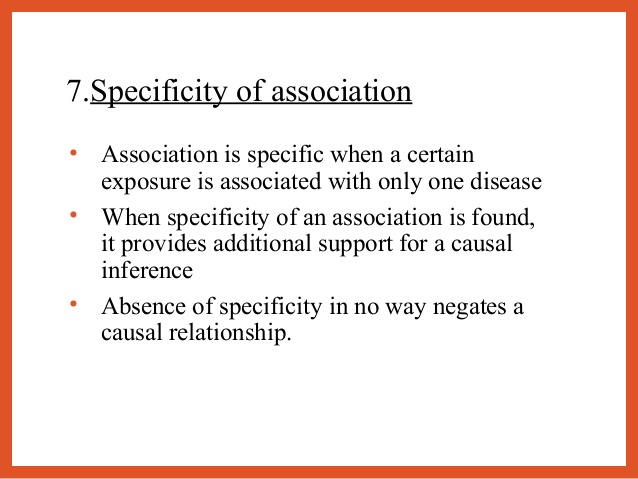 7.Specificity of association
• Association is specific when a certain
exposure is associated with only one disease
• When specificity of an association is found,
it provides additional support for a causal
inference
• Absence of specificity in no way negates a
causal relationship.